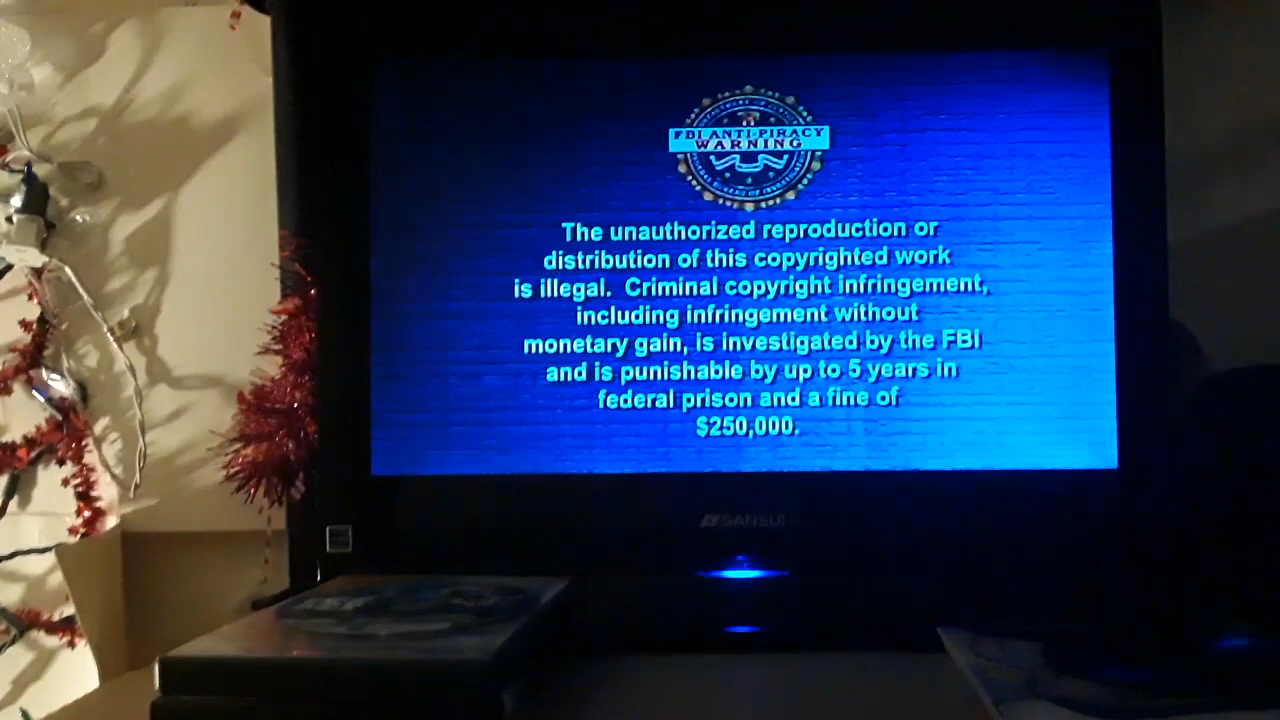 FBI ANTI-PIRACY
WARNING
The unauthorized reproduction or
distribution of this copyrighted work
is illegal.  Criminal copyright infringement,
including infringement without
monetary gain, is investigated by the FBI
and is punishable by up to 5 years in
federal prison and a fine of
$250,000.
SANSUI